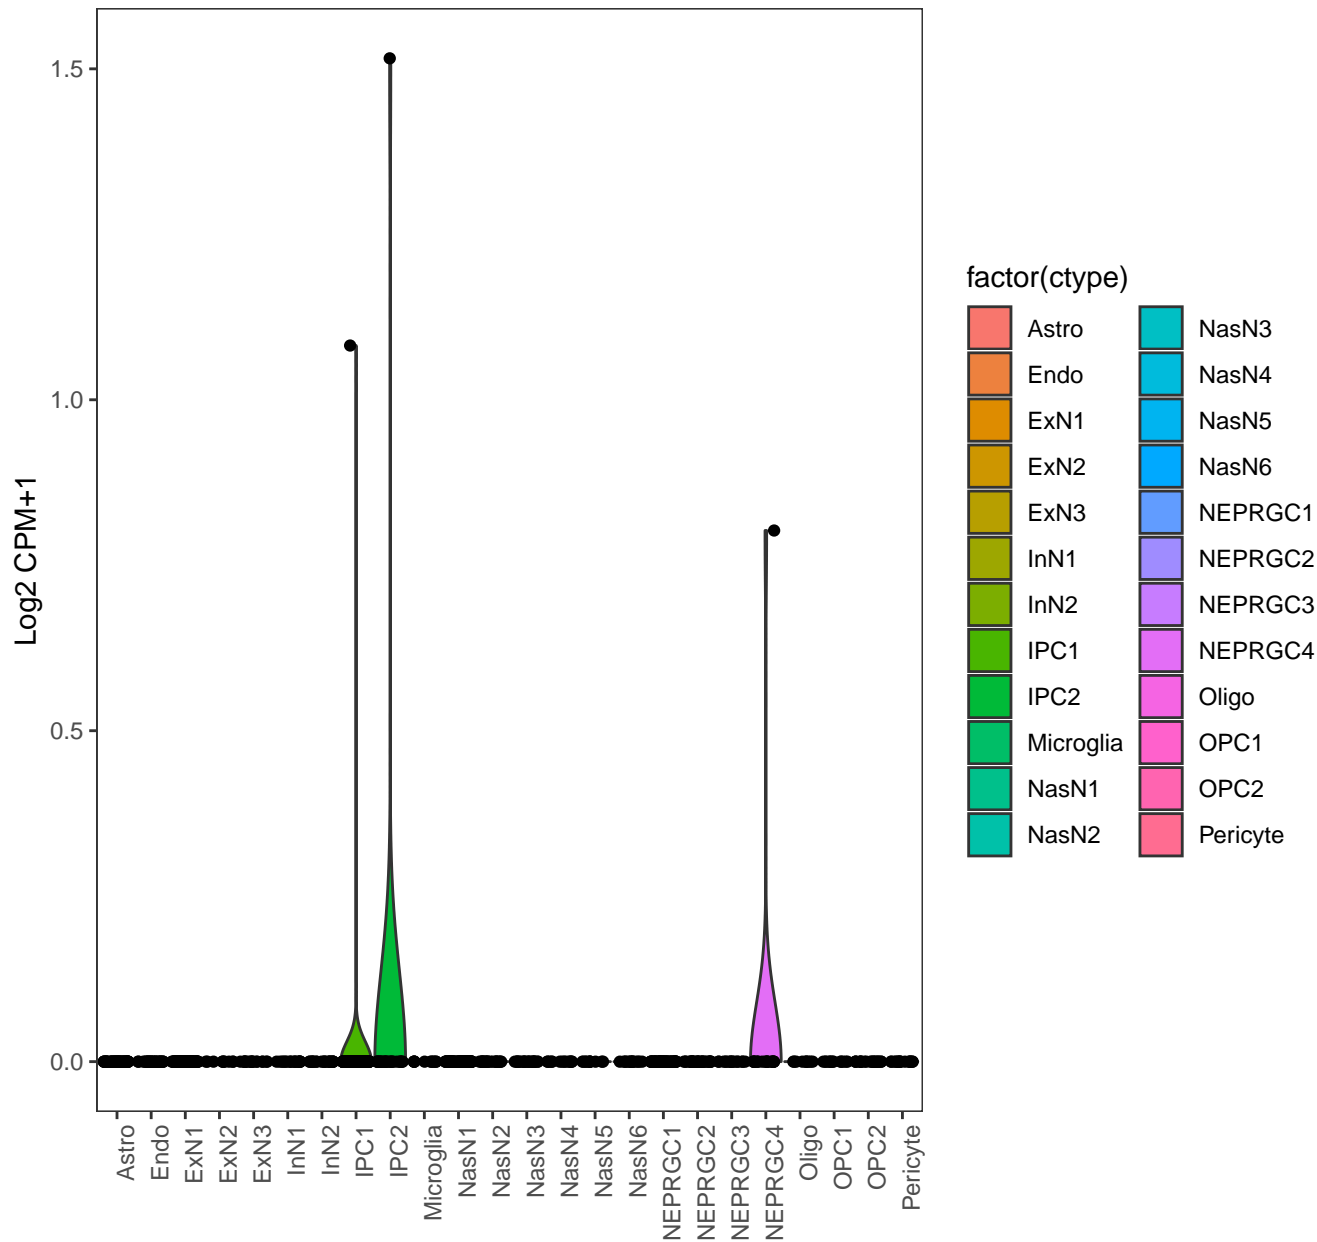 Log2 CPM+1
1.5
1.0
0.5
0.0
Astro
Endo
ExN1
ExN2
ExN3
InN1
InN2
IPC1
IPC2
Microglia
NasN1
NasN2
NasN3
NasN4
NasN5
NasN6
NEPRGC1
NEPRGC2
NEPRGC3
NEPRGC4
Oligo
OPC1
OPC2
Pericyte
factor(ctype)
Astro
Endo
ExN1
ExN2
ExN3
InN1
InN2
IPC1
IPC2
Microglia
NasN1
NasN2
NasN3
NasN4
NasN5
NasN6
NEPRGC1
NEPRGC2
NEPRGC3
NEPRGC4
Oligo
OPC1
OPC2
Pericyte